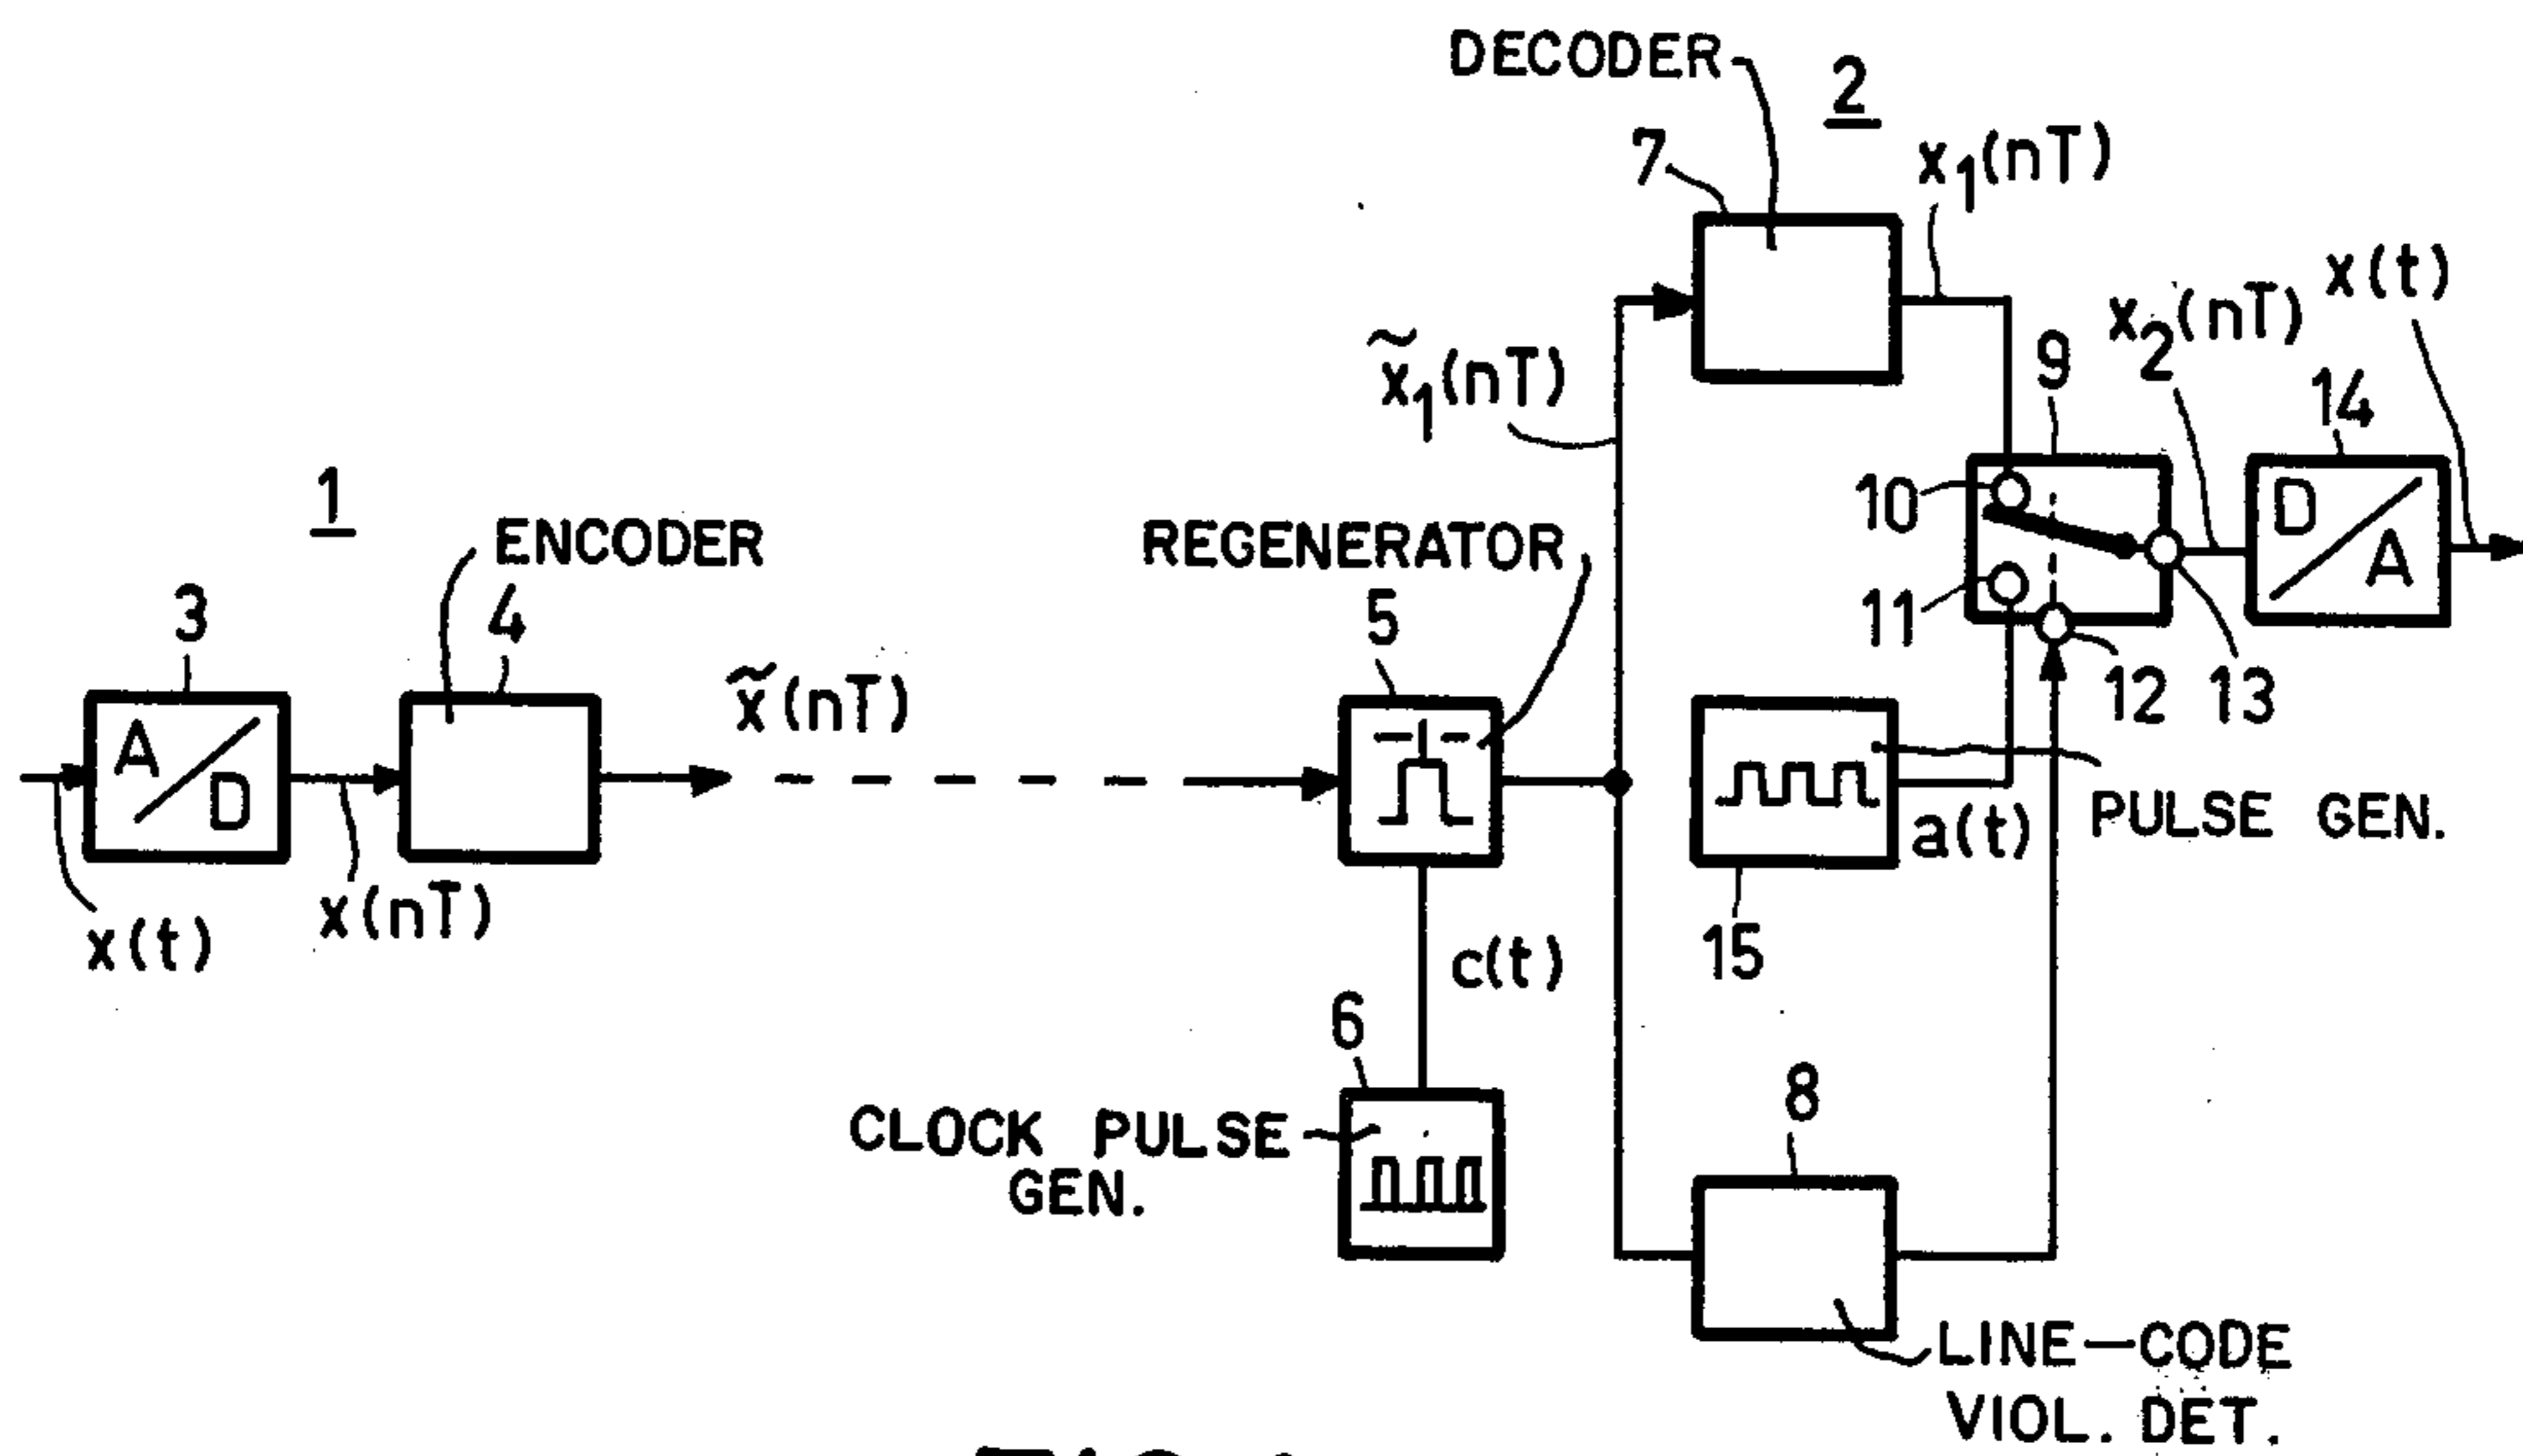 DECODER
2
7
x₁(nT)
x(t)
x₂(nT)
9
x̃₁(nT)
14
D
A
10
1
ENCODER
REGENERATOR
11
3
4
5
12
13
x̃(nT)
A
D
PULSE GEN.
a(t)
x(nT)
x(t)
15
c(t)
6
8
CLOCK PULSE
GEN.
LINE—CODE
VIOL. DET.